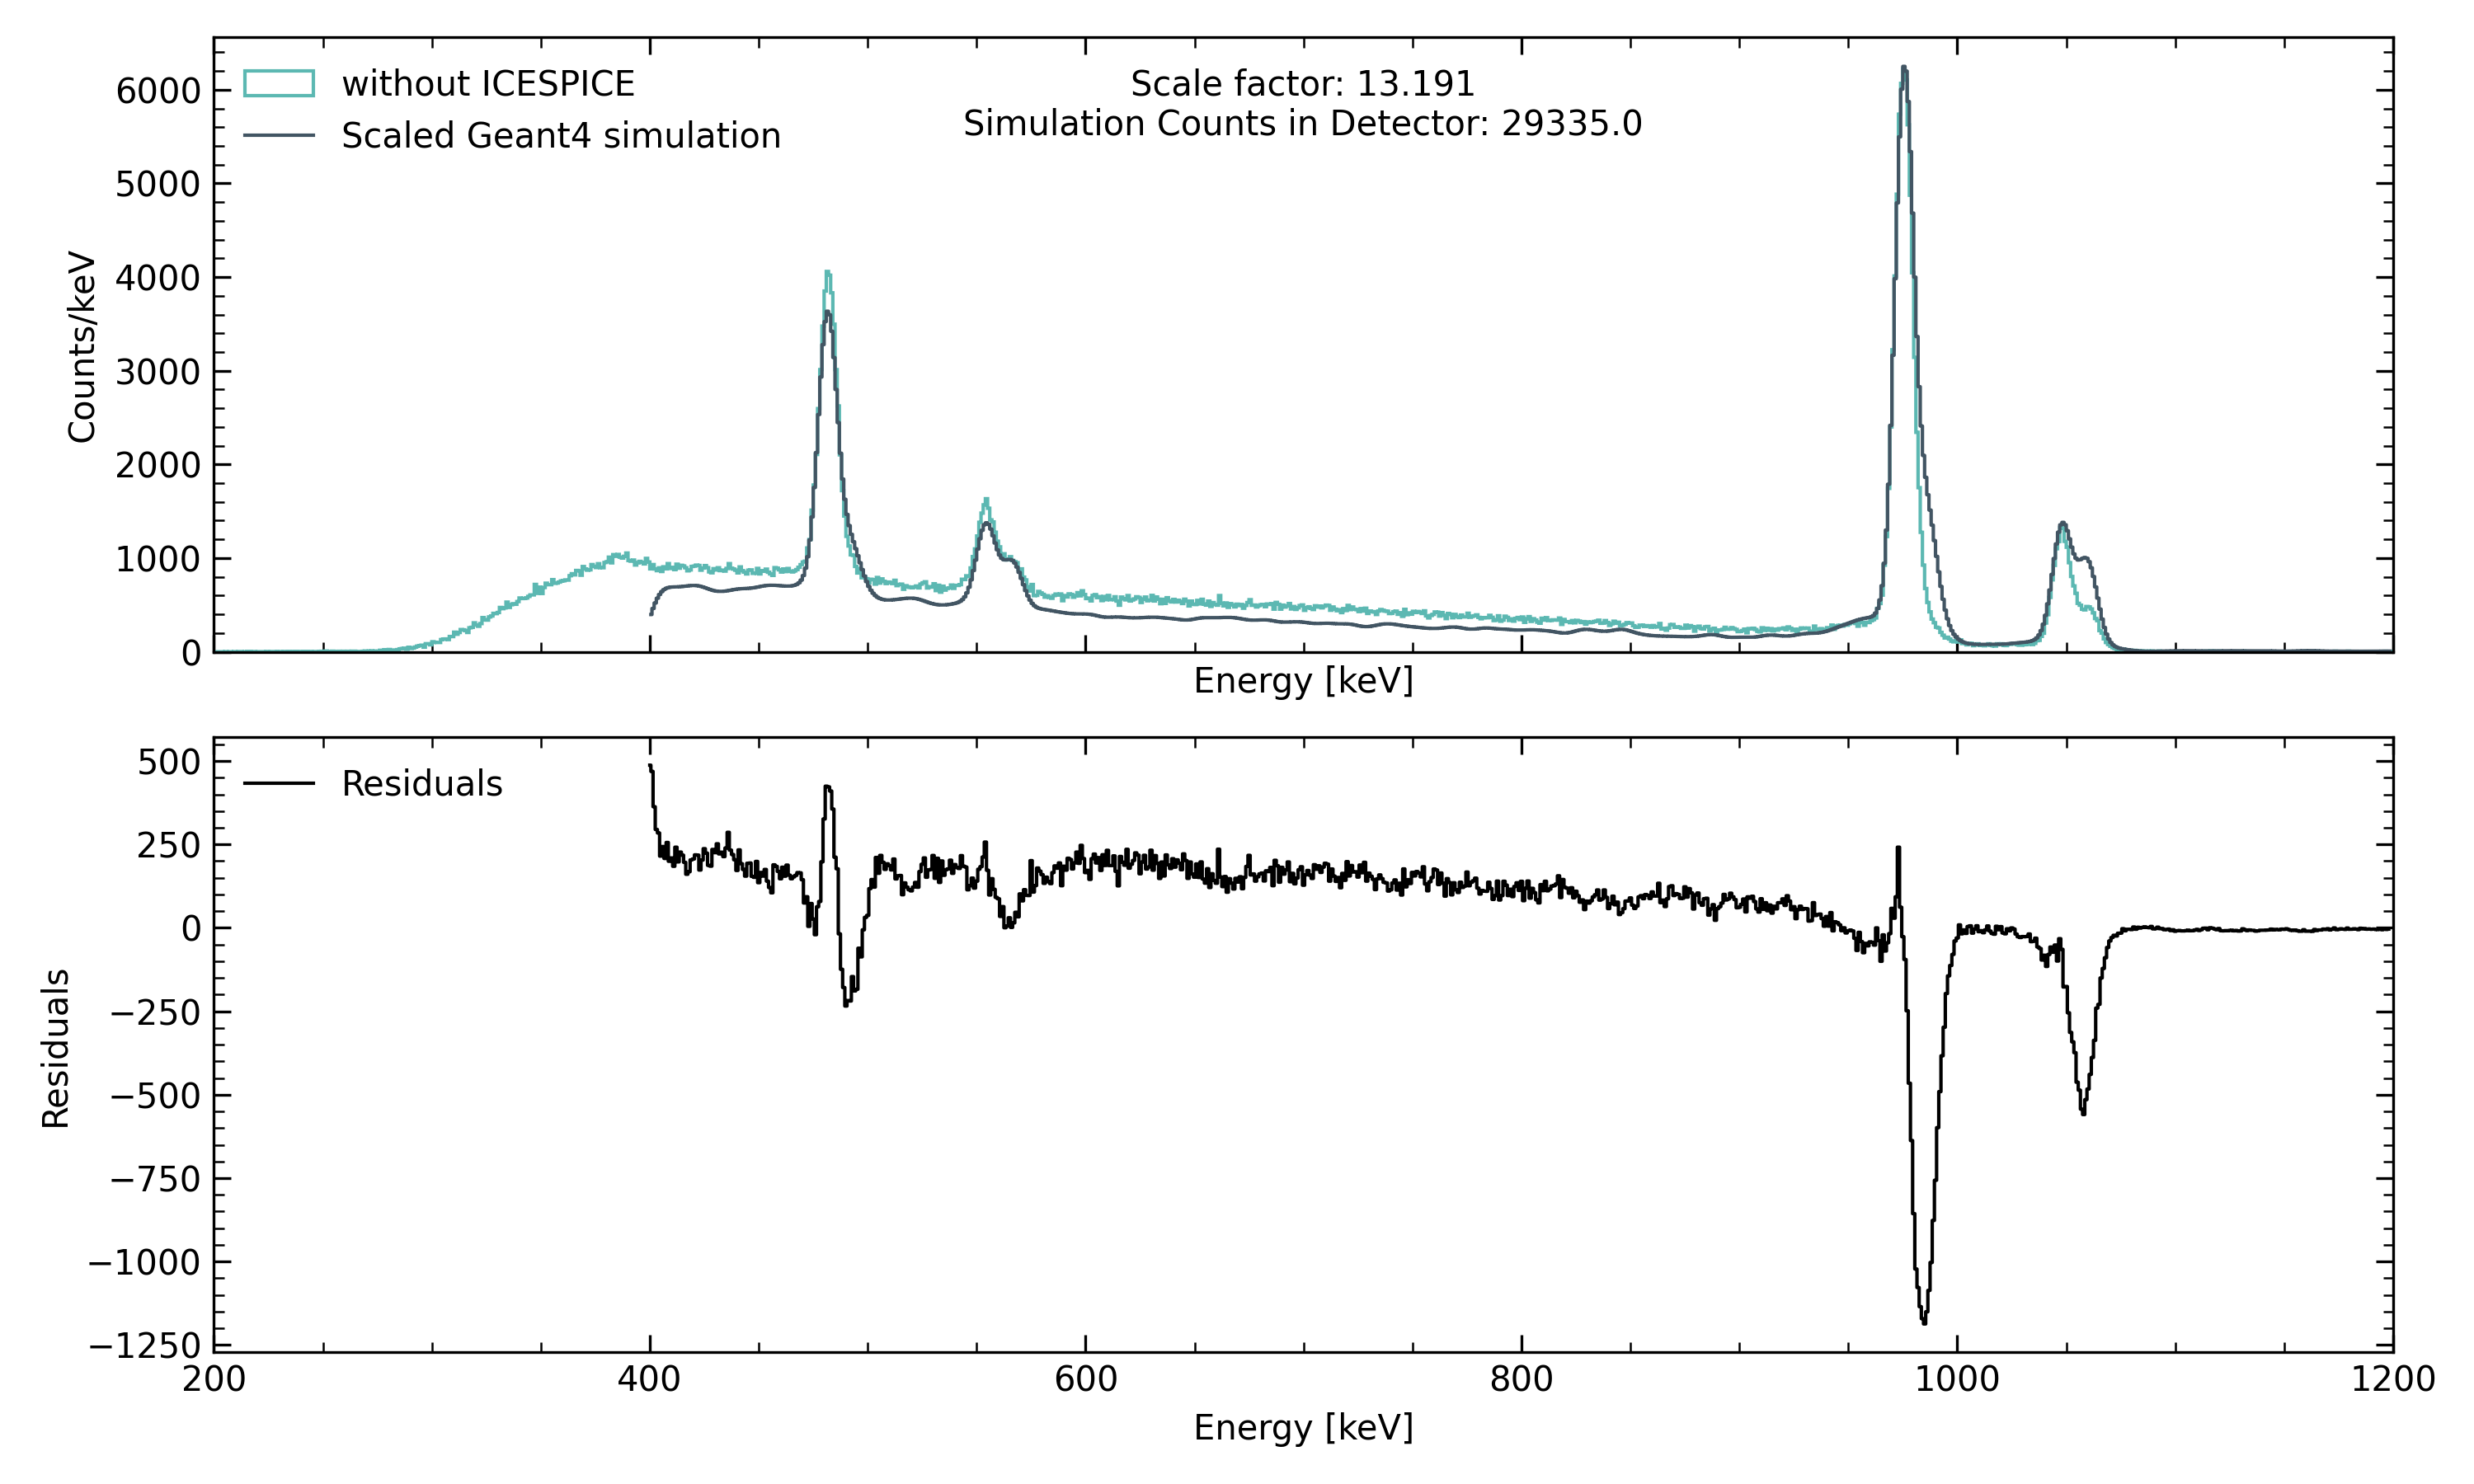 without ICESPICE
Scaled Geant4 simulation
Scale factor: 13.191
Simulation Counts in Detector: 29335.0
6000
5000
4000
3000
2000
1000
0
Counts/keV
Energy [keV]
Residuals
500
250
0
−250
−500
−750
−1000
−1250
Residuals
200
400
600
800
1000
1200
Energy [keV]